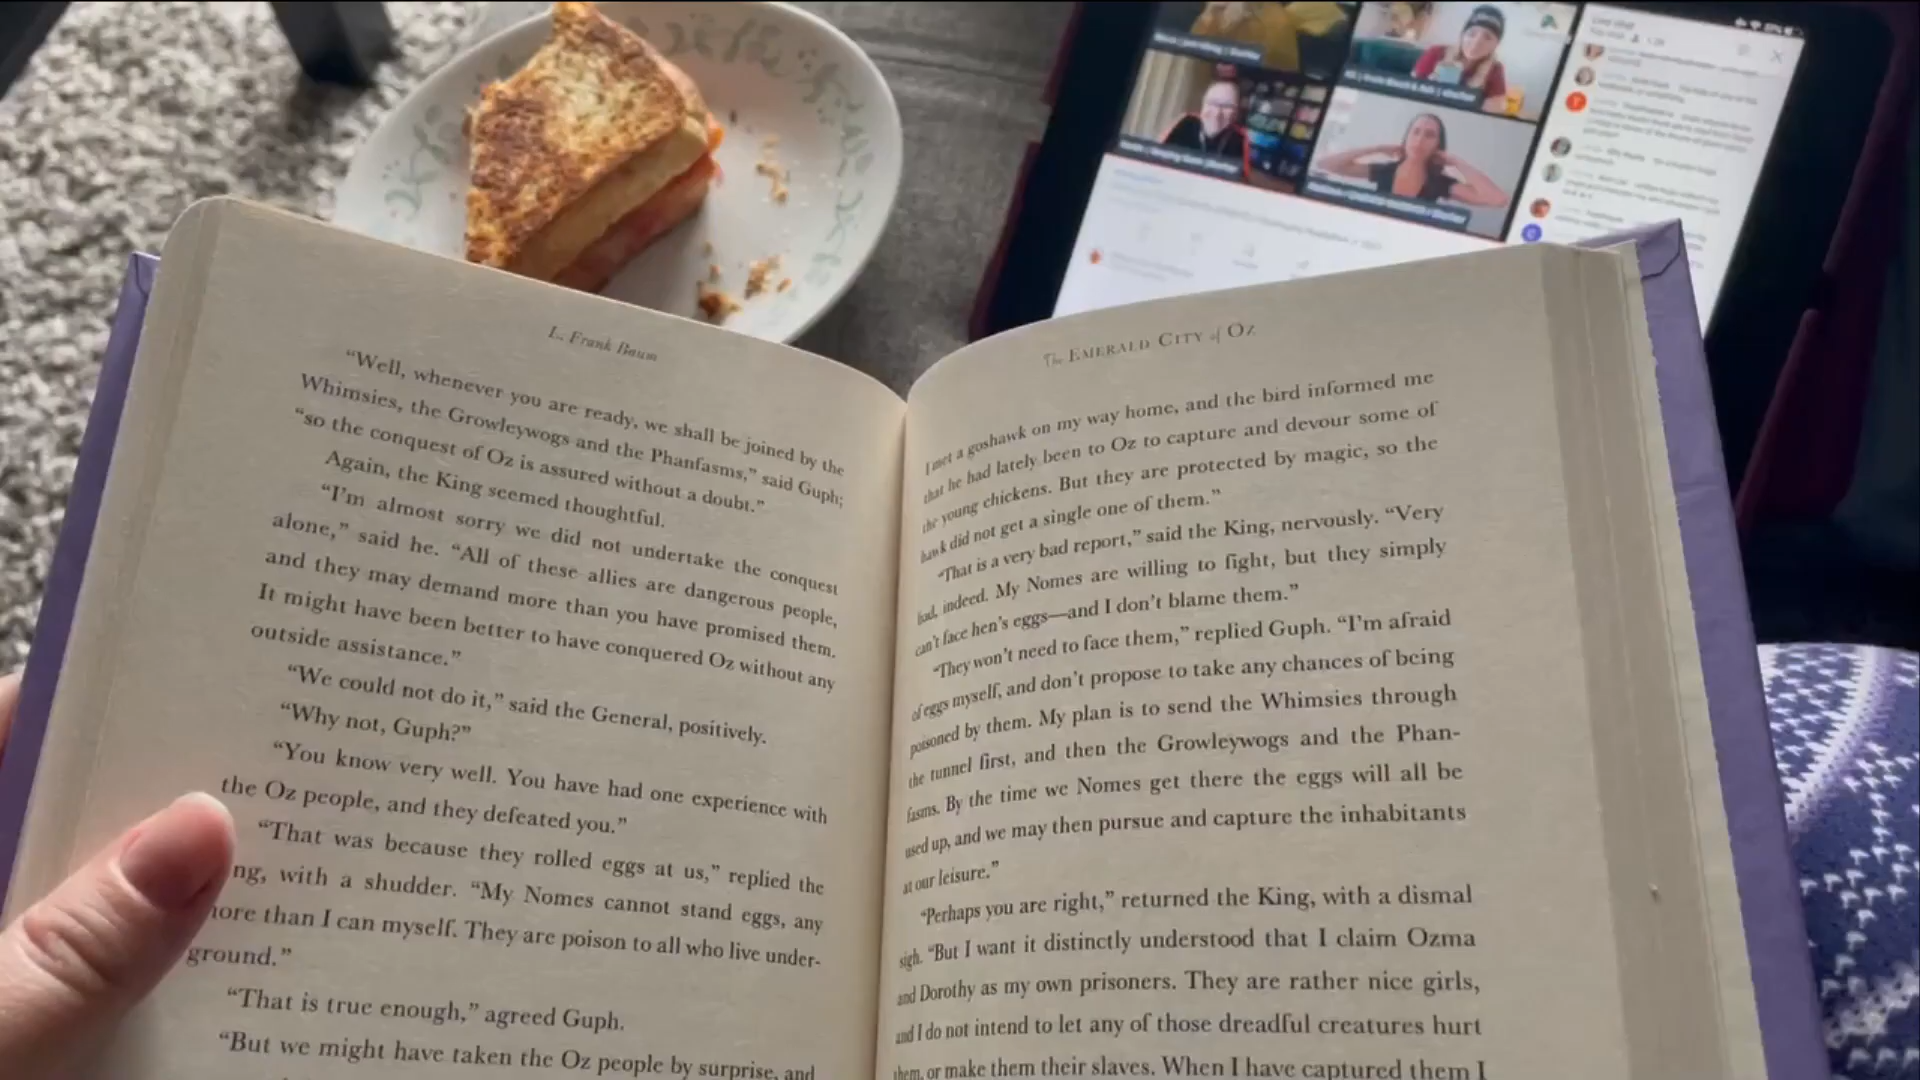 L. Frank Baum
“Well, whenever you are ready, we shall be joined by the
Whimsies, the Growleywogs and the Phanfasms,” said Guph;
“so the conquest of Oz is assured without a doubt.”
Again, the King seemed thoughtful.
“I’m almost sorry we did not undertake the conquest
alone,” said he. “All of these allies are dangerous people,
and they may demand more than you have promised them.
It might have been better to have conquered Oz without any
outside assistance.”
“We could not do it,” said the General, positively.
“Why not, Guph?”
“You know very well. You have had one experience with
the Oz people, and they defeated you.”
“That was because they rolled eggs at us,” replied the
ng, with a shudder. “My Nomes cannot stand eggs, any
ore than I can myself. They are poison to all who live under-
ground.”
“That is true enough,” agreed Guph.
“But we might have taken the Oz people by surprise, and
The EMERALD CITY of OZ
I met a goshawk on my way home, and the bird informed me
that he had lately been to Oz to capture and devour some of
the young chickens. But they are protected by magic, so the
hawk did not get a single one of them.”
“That is a very bad report,” said the King, nervously. “Very
bad, indeed. My Nomes are willing to fight, but they simply
can’t face hen’s eggs—and I don’t blame them.”
“They won’t need to face them,” replied Guph. “I’m afraid
of eggs myself, and don’t propose to take any chances of being
poisoned by them. My plan is to send the Whimsies through
the tunnel first, and then the Growleywogs and the Phan-
fasms. By the time we Nomes get there the eggs will all be
used up, and we may then pursue and capture the inhabitants
at our leisure.”
“Perhaps you are right,” returned the King, with a dismal
sigh. “But I want it distinctly understood that I claim Ozma
and Dorothy as my own prisoners. They are rather nice girls,
and I do not intend to let any of those dreadful creatures hurt
them, or make them their slaves. When I have captured them I